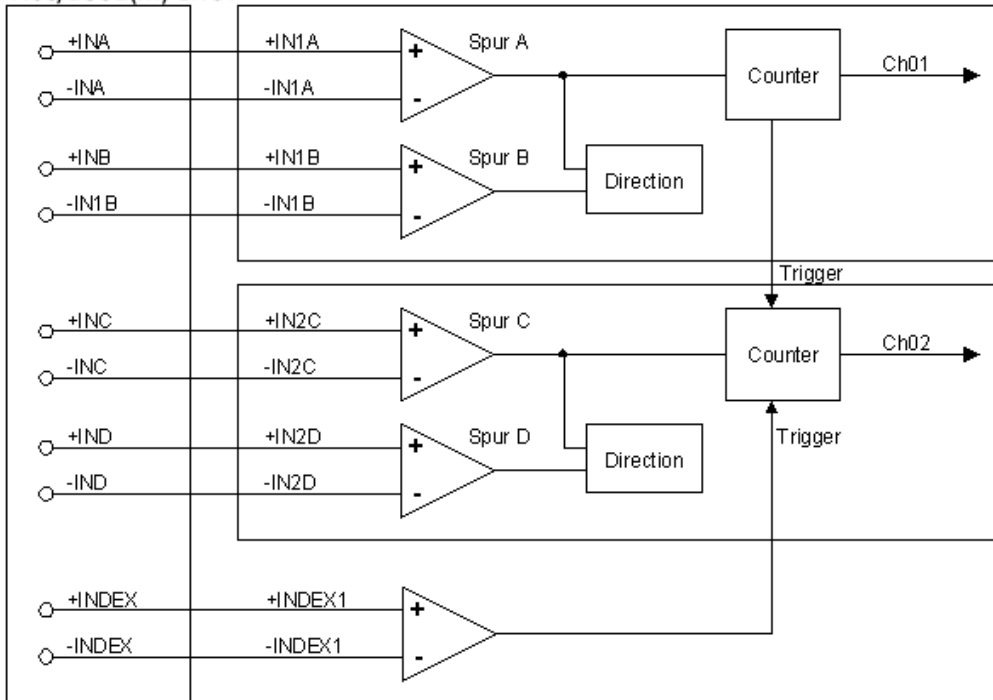 +INA +IN1A Spur A
-INA -IN1A
Counter Ch01
+INB +IN1B Spur B
-IN1B -IN1B
Direction
Trigger
+INC +IN2C Spur C
-INC -IN2C
Counter Ch02
+IND +IN2D Spur D
-IND -IN2D
Direction
Trigger
+INDEX +INDEX1
-INDEX -INDEX1
+
-
+
-
+
-
+
-
+
-